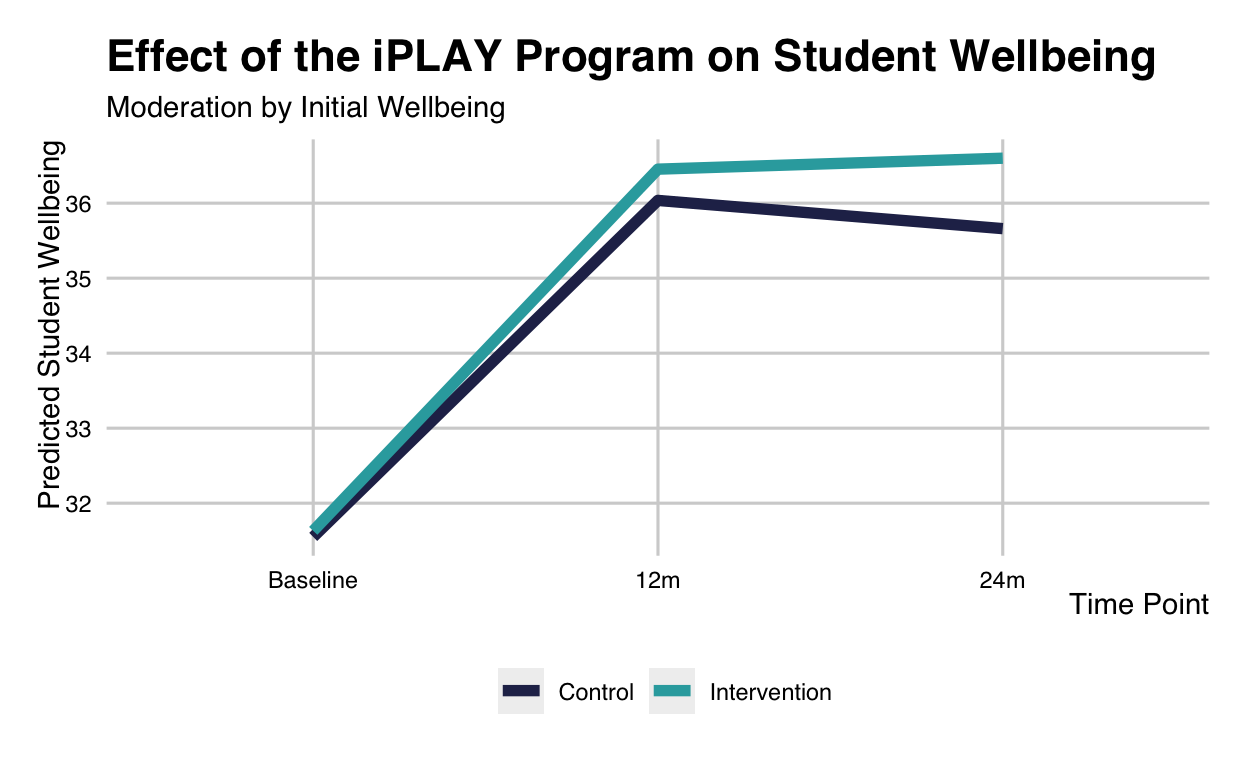 Effect of the iPLAY Program on Student Wellbeing
Moderation by Initial Wellbeing
Predicted Student Wellbeing
36
35
34
33
32
Baseline
12m
24m
Time Point
Control
Intervention